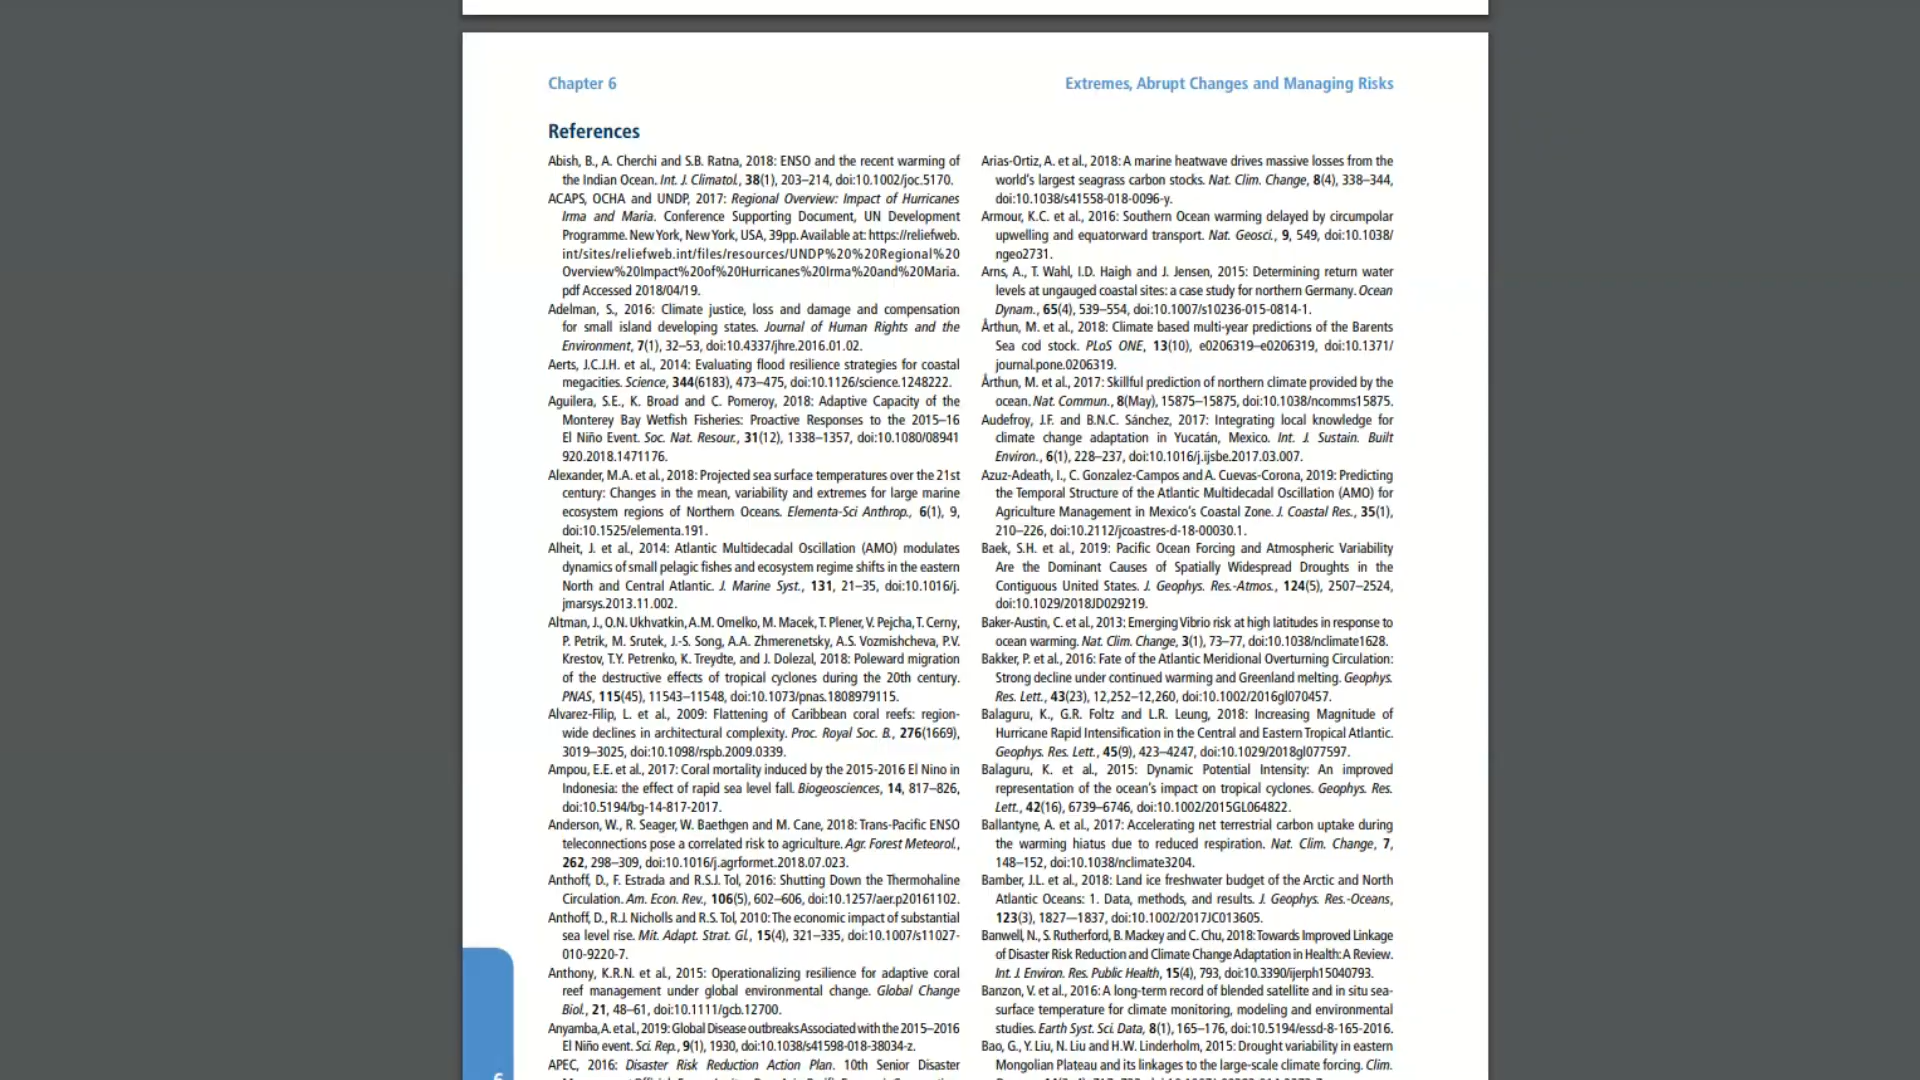 Chapter 6
Extremes, Abrupt Changes and Managing Risks
References
Abish, B., A. Cherchi and S.B. Ratna, 2018: ENSO and the recent warming of
the Indian Ocean. Int. J. Climatol., 38(1), 203–214, doi:10.1002/joc.5170.
ACAPS, OCHA and UNDP, 2017: Regional Overview: Impact of Hurricanes
Irma and Maria. Conference Supporting Document, UN Development
Programme. New York, New York, USA, 39pp. Available at: https://reliefweb.
int/sites/reliefweb.int/files/resources/UNDP%20%20Regional%20
Overview%20Impact%20of%20Hurricanes%20Irma%20and%20Maria.
pdf Accessed 2018/04/19.
Adelman, S., 2016: Climate justice, loss and damage and compensation
for small island developing states. Journal of Human Rights and the
Environment, 7(1), 32–53, doi:10.4337/jhre.2016.01.02.
Aerts, J.C.J.H. et al., 2014: Evaluating flood resilience strategies for coastal
megacities. Science, 344(6183), 473–475, doi:10.1126/science.1248222.
Aguilera, S.E., K. Broad and C. Pomeroy, 2018: Adaptive Capacity of the
Monterey Bay Wetfish Fisheries: Proactive Responses to the 2015–16
El Niño Event. Soc. Nat. Resour., 31(12), 1338–1357, doi:10.1080/08941
920.2018.1471176.
Alexander, M.A. et al., 2018: Projected sea surface temperatures over the 21st
century: Changes in the mean, variability and extremes for large marine
ecosystem regions of Northern Oceans. Elementa-Sci Anthrop., 6(1), 9,
doi:10.1525/elementa.191.
Alheit, J. et al., 2014: Atlantic Multidecadal Oscillation (AMO) modulates
dynamics of small pelagic fishes and ecosystem regime shifts in the eastern
North and Central Atlantic. J. Marine Syst., 131, 21–35, doi:10.1016/j.
jmarsys.2013.11.002.
Altman, J., O.N. Ukhvatkin, A.M. Omelko, M. Macek, T. Plener, V. Pejcha, T. Cerny,
P. Petrik, M. Srutek, J.-S. Song, A.A. Zhmerenetsky, A.S. Vozmishcheva, P.V.
Krestov, T.Y. Petrenko, K. Treydte, and J. Dolezal, 2018: Poleward migration
of the destructive effects of tropical cyclones during the 20th century.
PNAS, 115(45), 11543–11548, doi:10.1073/pnas.1808979115.
Alvarez-Filip, L. et al., 2009: Flattening of Caribbean coral reefs: region-
wide declines in architectural complexity. Proc. Royal Soc. B., 276(1669),
3019–3025, doi:10.1098/rspb.2009.0339.
Ampou, E.E. et al., 2017: Coral mortality induced by the 2015-2016 El Nino in
Indonesia: the effect of rapid sea level fall. Biogeosciences, 14, 817–826,
doi:10.5194/bg-14-817-2017.
Anderson, W., R. Seager, W. Baethgen and M. Cane, 2018: Trans-Pacific ENSO
teleconnections pose a correlated risk to agriculture. Agr. Forest Meteorol.,
262, 298–309, doi:10.1016/j.agrformet.2018.07.023.
Anthoff, D., F. Estrada and R.S.J. Tol, 2016: Shutting Down the Thermohaline
Circulation. Am. Econ. Rev., 106(5), 602–606, doi:10.1257/aer.p20161102.
Anthoff, D., R.J. Nicholls and R.S. Tol, 2010: The economic impact of substantial
sea level rise. Mit. Adapt. Strat. Gl., 15(4), 321–335, doi:10.1007/s11027-
010-9220-7.
Anthony, K.R.N. et al., 2015: Operationalizing resilience for adaptive coral
reef management under global environmental change. Global Change
Biol., 21, 48–61, doi:10.1111/gcb.12700.
Anyamba, A. et al., 2019: Global Disease outbreaks Associated with the 2015–2016
El Niño event. Sci. Rep., 9(1), 1930, doi:10.1038/s41598-018-38034-z.
APEC, 2016: Disaster Risk Reduction Action Plan. 10th Senior Disaster
Arias-Ortiz, A. et al., 2018: A marine heatwave drives massive losses from the
world's largest seagrass carbon stocks. Nat. Clim. Change, 8(4), 338–344,
doi:10.1038/s41558-018-0096-y.
Armour, K.C. et al., 2016: Southern Ocean warming delayed by circumpolar
upwelling and equatorward transport. Nat. Geosci., 9, 549, doi:10.1038/
ngeo2731.
Arns, A., T. Wahl, I.D. Haigh and J. Jensen, 2015: Determining return water
levels at ungauged coastal sites: a case study for northern Germany. Ocean
Dynam., 65(4), 539–554, doi:10.1007/s10236-015-0814-1.
Årthun, M. et al., 2018: Climate based multi-year predictions of the Barents
Sea cod stock. PLoS ONE, 13(10), e0206319–e0206319, doi:10.1371/
journal.pone.0206319.
Årthun, M. et al., 2017: Skillful prediction of northern climate provided by the
ocean. Nat. Commun., 8(May), 15875–15875, doi:10.1038/ncomms15875.
Audefroy, J.F. and B.N.C. Sánchez, 2017: Integrating local knowledge for
climate change adaptation in Yucatán, Mexico. Int. J. Sustain. Built
Environ., 6(1), 228–237, doi:10.1016/j.ijsbe.2017.03.007.
Azuz-Adeath, I., C. Gonzalez-Campos and A. Cuevas-Corona, 2019: Predicting
the Temporal Structure of the Atlantic Multidecadal Oscillation (AMO) for
Agriculture Management in Mexico's Coastal Zone. J. Coastal Res., 35(1),
210–226, doi:10.2112/jcoastres-d-18-00030.1.
Baek, S.H. et al., 2019: Pacific Ocean Forcing and Atmospheric Variability
Are the Dominant Causes of Spatially Widespread Droughts in the
Contiguous United States. J. Geophys. Res.-Atmos., 124(5), 2507–2524,
doi:10.1029/2018JD029219.
Baker-Austin, C. et al., 2013: Emerging Vibrio risk at high latitudes in response to
ocean warming. Nat. Clim. Change, 3(1), 73–77, doi:10.1038/nclimate1628.
Bakker, P. et al., 2016: Fate of the Atlantic Meridional Overturning Circulation:
Strong decline under continued warming and Greenland melting. Geophys.
Res. Lett., 43(23), 12,252–12,260, doi:10.1002/2016gl070457.
Balaguru, K., G.R. Foltz and L.R. Leung, 2018: Increasing Magnitude of
Hurricane Rapid Intensification in the Central and Eastern Tropical Atlantic.
Geophys. Res. Lett., 45(9), 423–4247, doi:10.1029/2018gl077597.
Balaguru, K. et al., 2015: Dynamic Potential Intensity: An improved
representation of the ocean's impact on tropical cyclones. Geophys. Res.
Lett., 42(16), 6739–6746, doi:10.1002/2015GL064822.
Ballantyne, A. et al., 2017: Accelerating net terrestrial carbon uptake during
the warming hiatus due to reduced respiration. Nat. Clim. Change, 7,
148–152, doi:10.1038/nclimate3204.
Bamber, J.L. et al., 2018: Land ice freshwater budget of the Arctic and North
Atlantic Oceans: 1. Data, methods, and results. J. Geophys. Res.-Oceans,
123(3), 1827—1837, doi:10.1002/2017JC013605.
Banwell, N., S. Rutherford, B. Mackey and C. Chu, 2018: Towards Improved Linkage
of Disaster Risk Reduction and Climate Change Adaptation in Health: A Review.
Int. J. Environ. Res. Public Health, 15(4), 793, doi:10.3390/ijerph15040793.
Banzon, V. et al., 2016: A long-term record of blended satellite and in situ sea-
surface temperature for climate monitoring, modeling and environmental
studies. Earth Syst. Sci. Data, 8(1), 165–176, doi:10.5194/essd-8-165-2016.
Bao, G., Y. Liu, N. Liu and H.W. Linderholm, 2015: Drought variability in eastern
Mongolian Plateau and its linkages to the large-scale climate forcing. Clim.
6